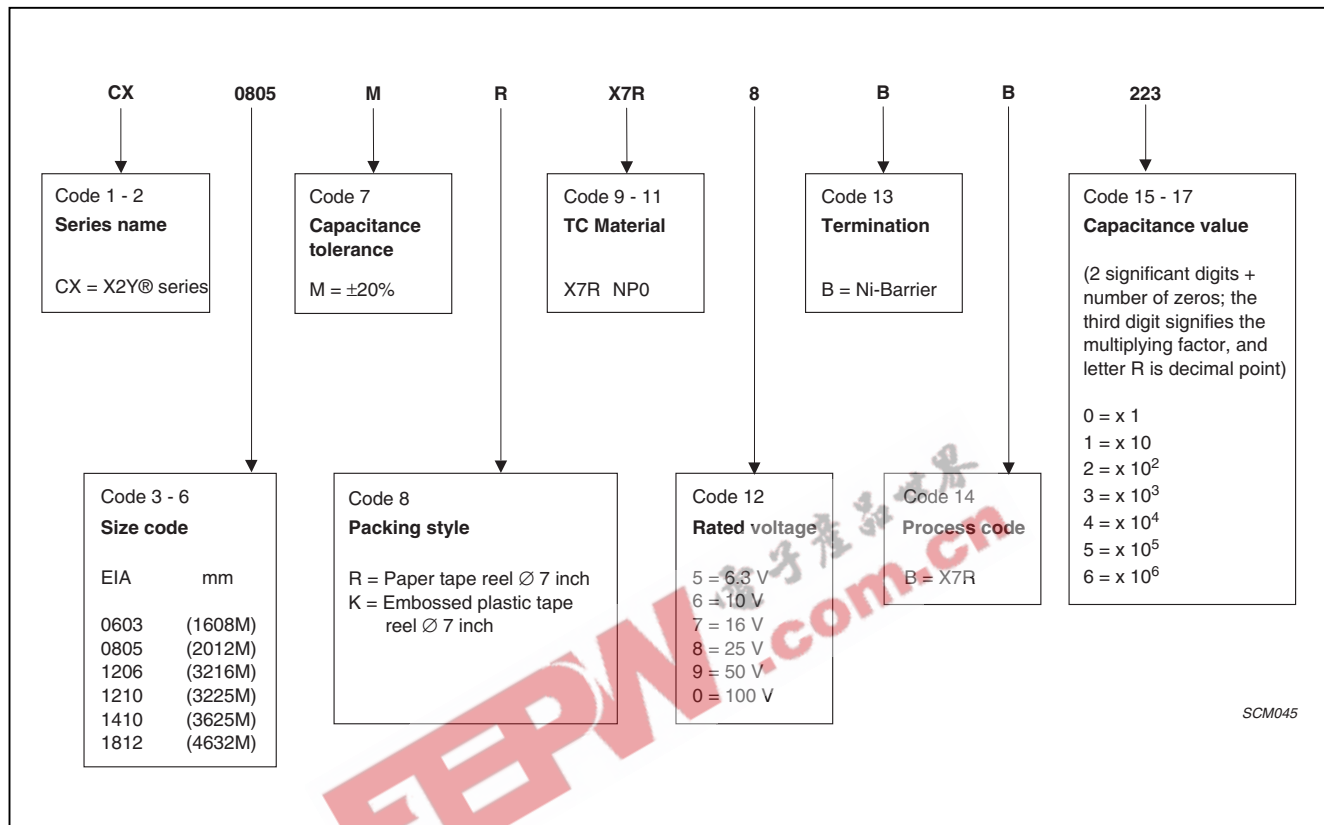 CX 0805 M R X7R 8 B B 223
Code 1 - 2
Series name
CX = X2Y® series
Code 7
Capacitance
tolerance
M = ±20%
Code 9 - 11
TC Material
X7R NP0
Code 13
Termination
B = Ni-Barrier
Code 15 - 17
Capacitance value
(2 significant digits +
number of zeros; the
third digit signifies the
multiplying factor, and
letter R is decimal point)
0 = x 1
1 = x 10
2 = x 10²
3 = x 10³
4 = x 10⁴
5 = x 10⁵
6 = x 10⁶
Code 3 - 6
Size code
EIA mm
0603 (1608M)
0805 (2012M)
1206 (3216M)
1210 (3225M)
1410 (3625M)
1812 (4632M)
Code 8
Packing style
R = Paper tape reel ∅ 7 inch
K = Embossed plastic tape
reel ∅ 7 inch
Code 12
Rated voltage
5 = 6.3 V
6 = 10 V
7 = 16 V
8 = 25 V
9 = 50 V
0 = 100 V
Code 14
Process code
B = X7R
SCM045
電子產品世界
EEPW.com.cn